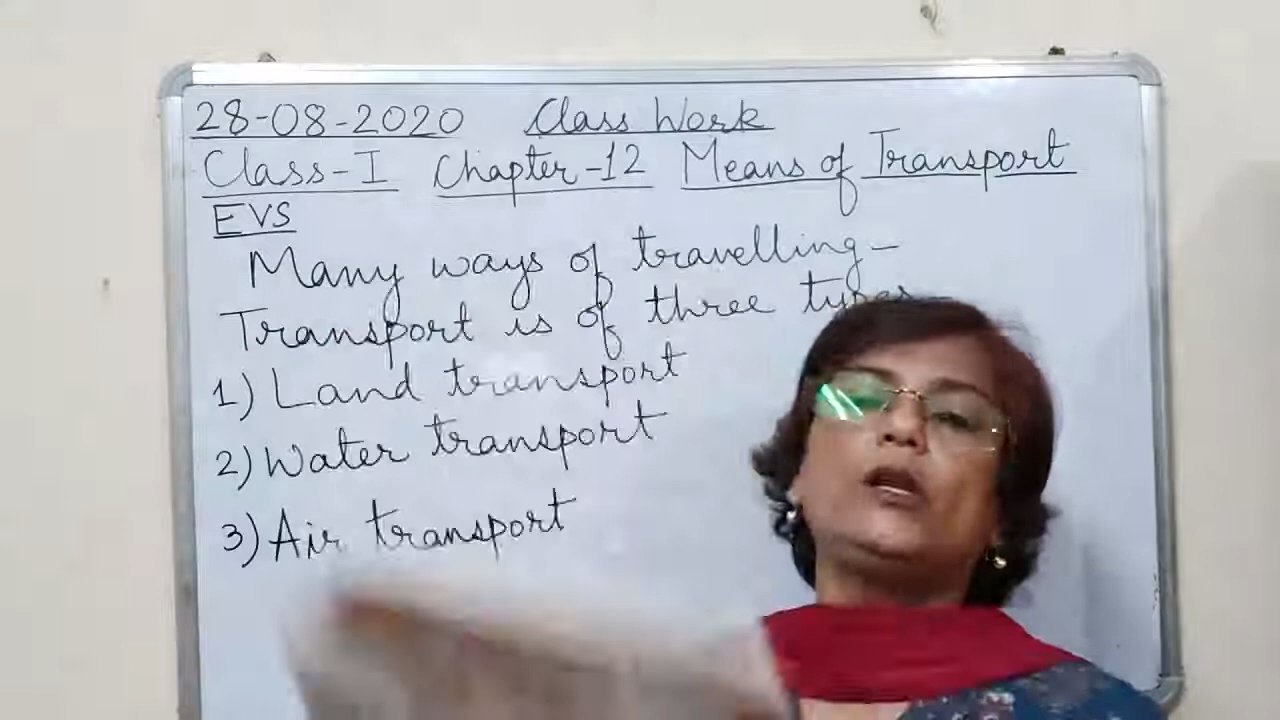 28-08-2020 Class Work
Class-I Chapter-12 Means of Transport
EVS
Many ways of travelling-
Transport is of three types
1) Land transport
2) Water transport
3) Air transport